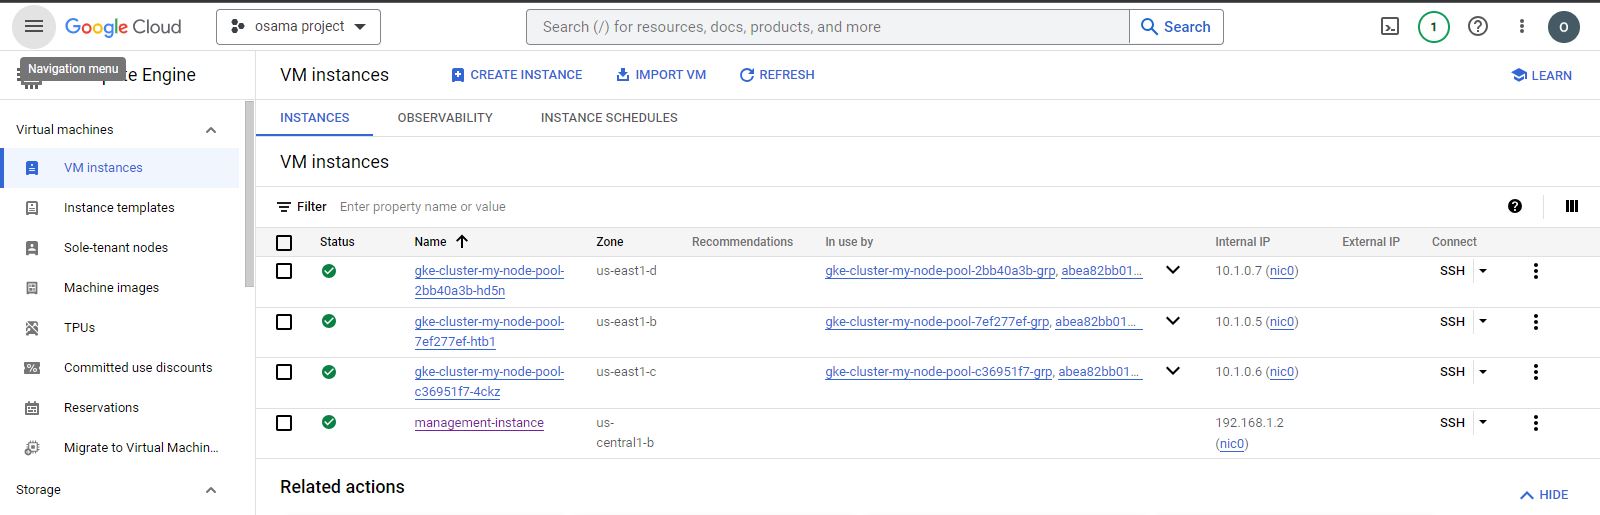 Google Cloud
osama project
Search (/) for resources, docs, products, and more
Search
1
O
Navigation menu
Engine
VM instances
CREATE INSTANCE
IMPORT VM
REFRESH
LEARN
Virtual machines
VM instances
Instance templates
Sole-tenant nodes
Machine images
TPUs
Committed use discounts
Reservations
Migrate to Virtual Machin...
Storage
INSTANCES
OBSERVABILITY
INSTANCE SCHEDULES
VM instances
Filter Enter property name or value
Status Name Zone Recommendations In use by Internal IP External IP Connect
gke-cluster-my-node-pool- us-east1-d gke-cluster-my-node-pool-2bb40a3b-grp, abea82bb01... 10.1.0.7 (nic0) SSH
2bb40a3b-hd5n
gke-cluster-my-node-pool- us-east1-b gke-cluster-my-node-pool-7ef277ef-grp, abea82bb01... 10.1.0.5 (nic0) SSH
7ef277ef-htb1
gke-cluster-my-node-pool- us-east1-c gke-cluster-my-node-pool-c36951f7-grp, abea82bb01... 10.1.0.6 (nic0) SSH
c36951f7-4ckz
management-instance us- 192.168.1.2 SSH
central1-b (nic0)
Related actions
HIDE